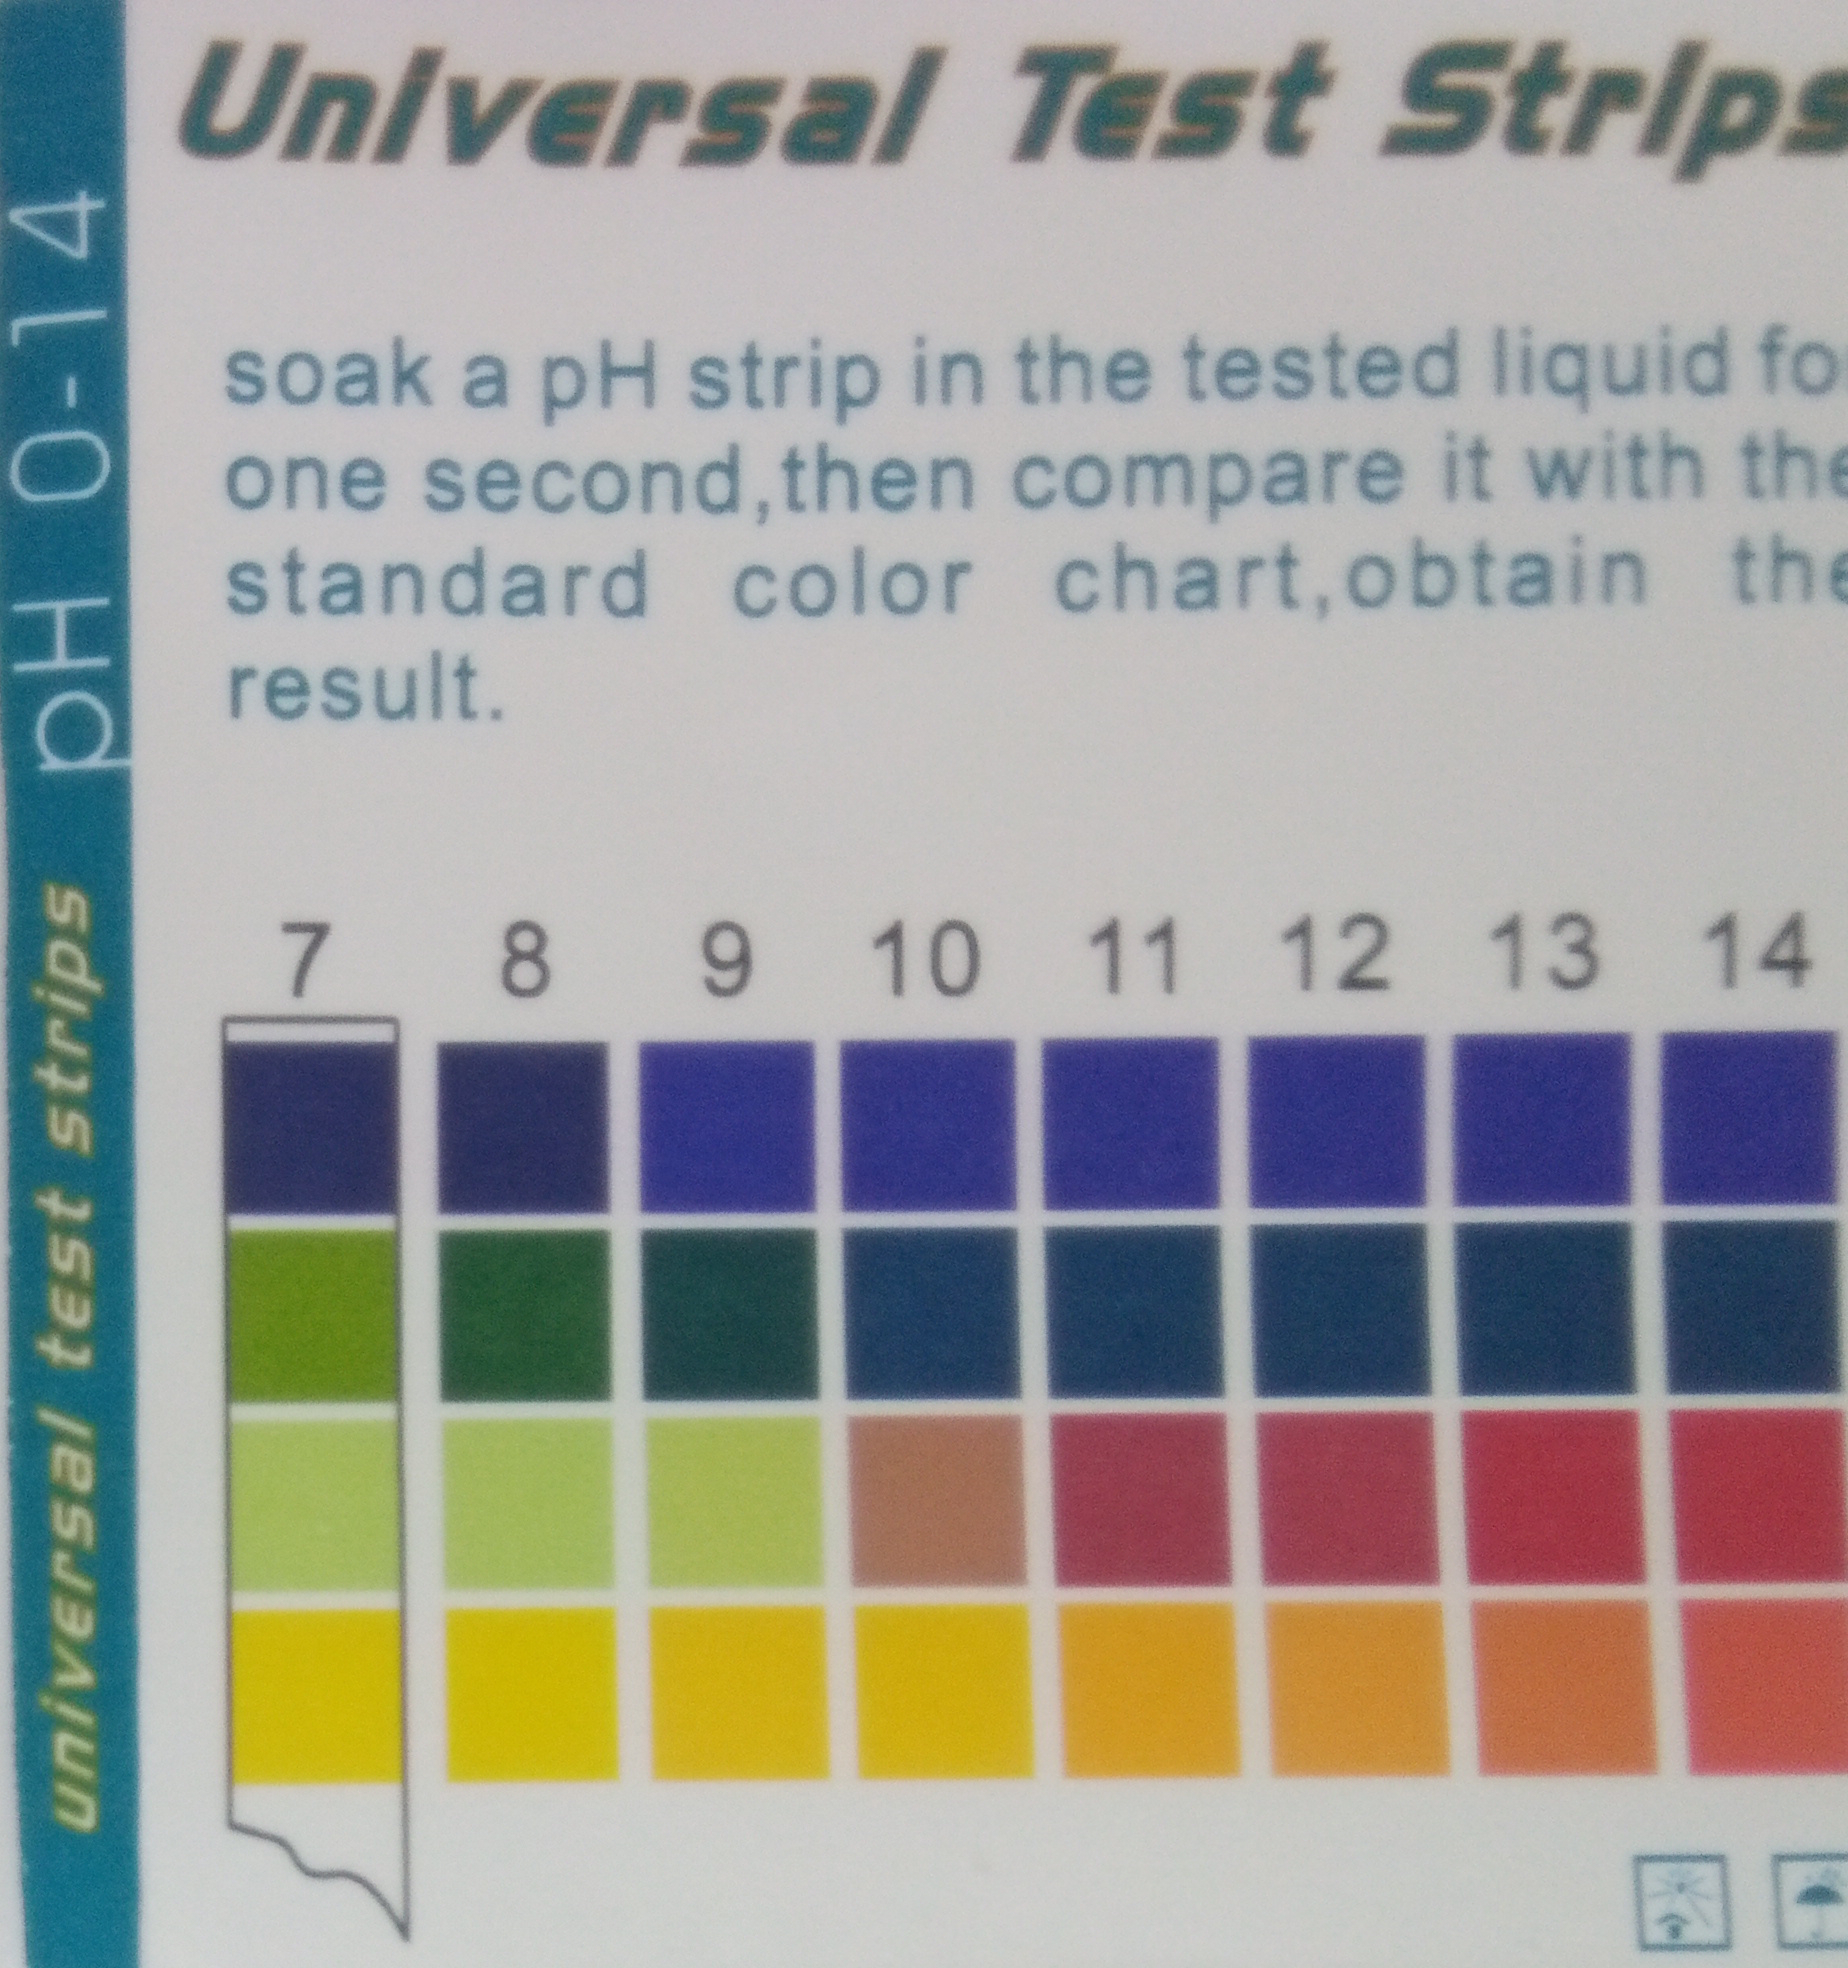 Universal Test Strips
pH 0-14
universal test strips
soak a pH strip in the tested liquid fo
one second,then compare it with the
standard color chart,obtain the
result.
7 8 9 10 11 12 13 14